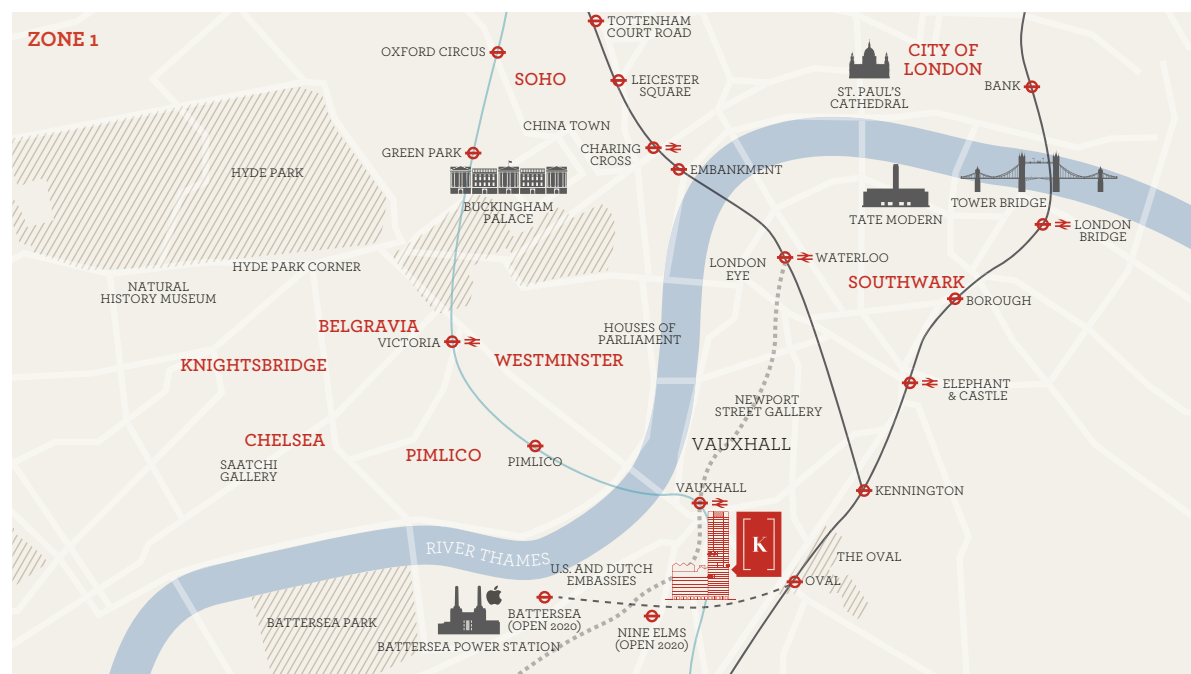 ZONE 1
TOTTENHAM
COURT ROAD
OXFORD CIRCUS
SOHO
LEICESTER
SQUARE
CITY OF
LONDON
BANK
ST. PAUL'S
CATHEDRAL
CHINA TOWN
CHARING
CROSS
GREEN PARK
EMBANKMENT
HYDE PARK
BUCKINGHAM
PALACE
TATE MODERN
TOWER BRIDGE
LONDON
BRIDGE
HYDE PARK CORNER
LONDON
EYE
WATERLOO
SOUTHWARK
NATURAL
HISTORY MUSEUM
BOROUGH
BELGRAVIA
VICTORIA
HOUSES OF
PARLIAMENT
KNIGHTSBRIDGE
WESTMINSTER
ELEPHANT
& CASTLE
NEWPORT
STREET GALLERY
CHELSEA
VAUXHALL
PIMLICO
SAATCHI
GALLERY
PIMLICO
VAUXHALL
KENNINGTON
K
RIVER THAMES
THE OVAL
U.S. AND DUTCH
EMBASSIES
OVAL
BATTERSEA
(OPEN 2020)
BATTERSEA PARK
NINE ELMS
(OPEN 2020)
BATTERSEA POWER STATION